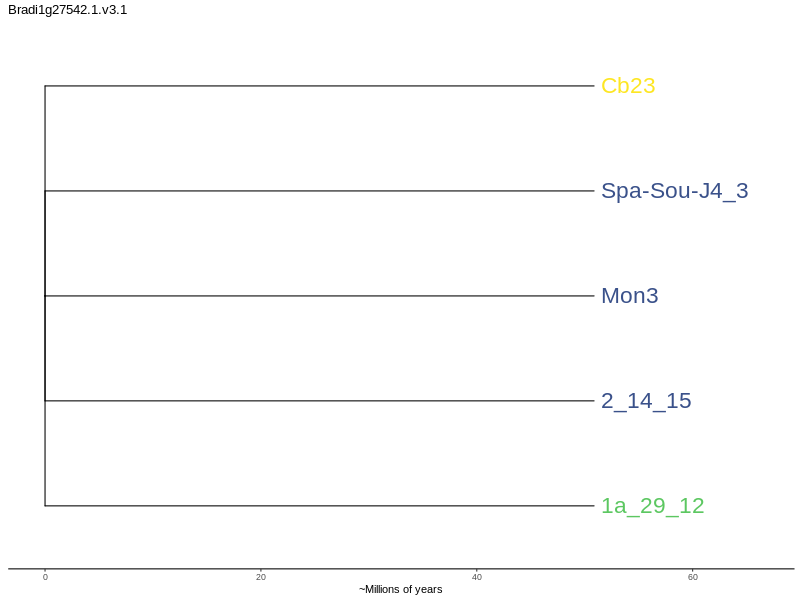 Bradi1g27542.1.v3.1
Cb23
Spa-Sou-J4_3
Mon3
2_14_15
1a_29_12
0 20 40 60
~Millions of years